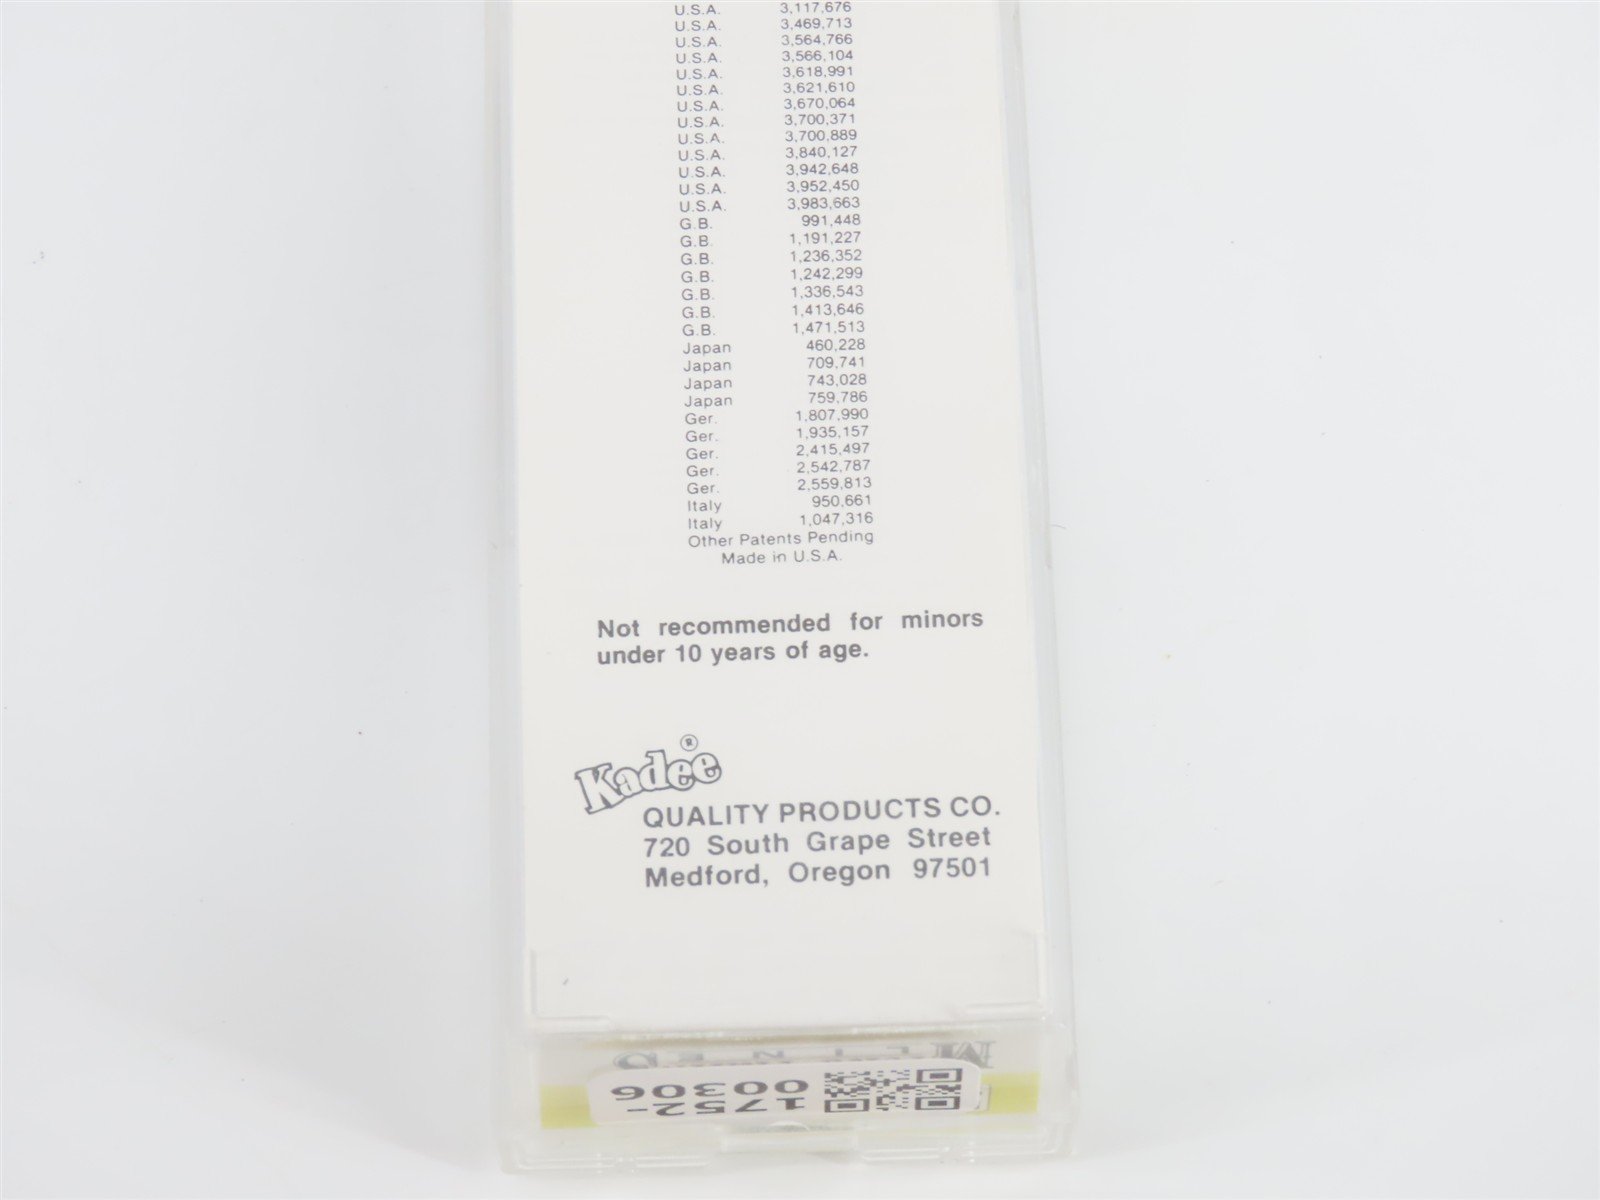 U.S.A. 3,117,676
U.S.A. 3,469,713
U.S.A. 3,564,766
U.S.A. 3,566,104
U.S.A. 3,618,991
U.S.A. 3,621,610
U.S.A. 3,670,064
U.S.A. 3,700,371
U.S.A. 3,700,889
U.S.A. 3,840,127
U.S.A. 3,942,648
U.S.A. 3,952,450
U.S.A. 3,983,663
G.B. 991,448
G.B. 1,191,227
G.B. 1,236,352
G.B. 1,242,299
G.B. 1,336,543
G.B. 1,413,646
G.B. 1,471,513
Japan 460,228
Japan 709,741
Japan 743,028
Japan 759,786
Ger. 1,807,990
Ger. 1,935,157
Ger. 2,415,497
Ger. 2,542,787
Ger. 2,559,813
Italy 950,661
Italy 1,047,316
Other Patents Pending
Made in U.S.A.
Not recommended for minors
under 10 years of age.
Kadee®
QUALITY PRODUCTS CO.
720 South Grape Street
Medford, Oregon 97501
1752-
00306